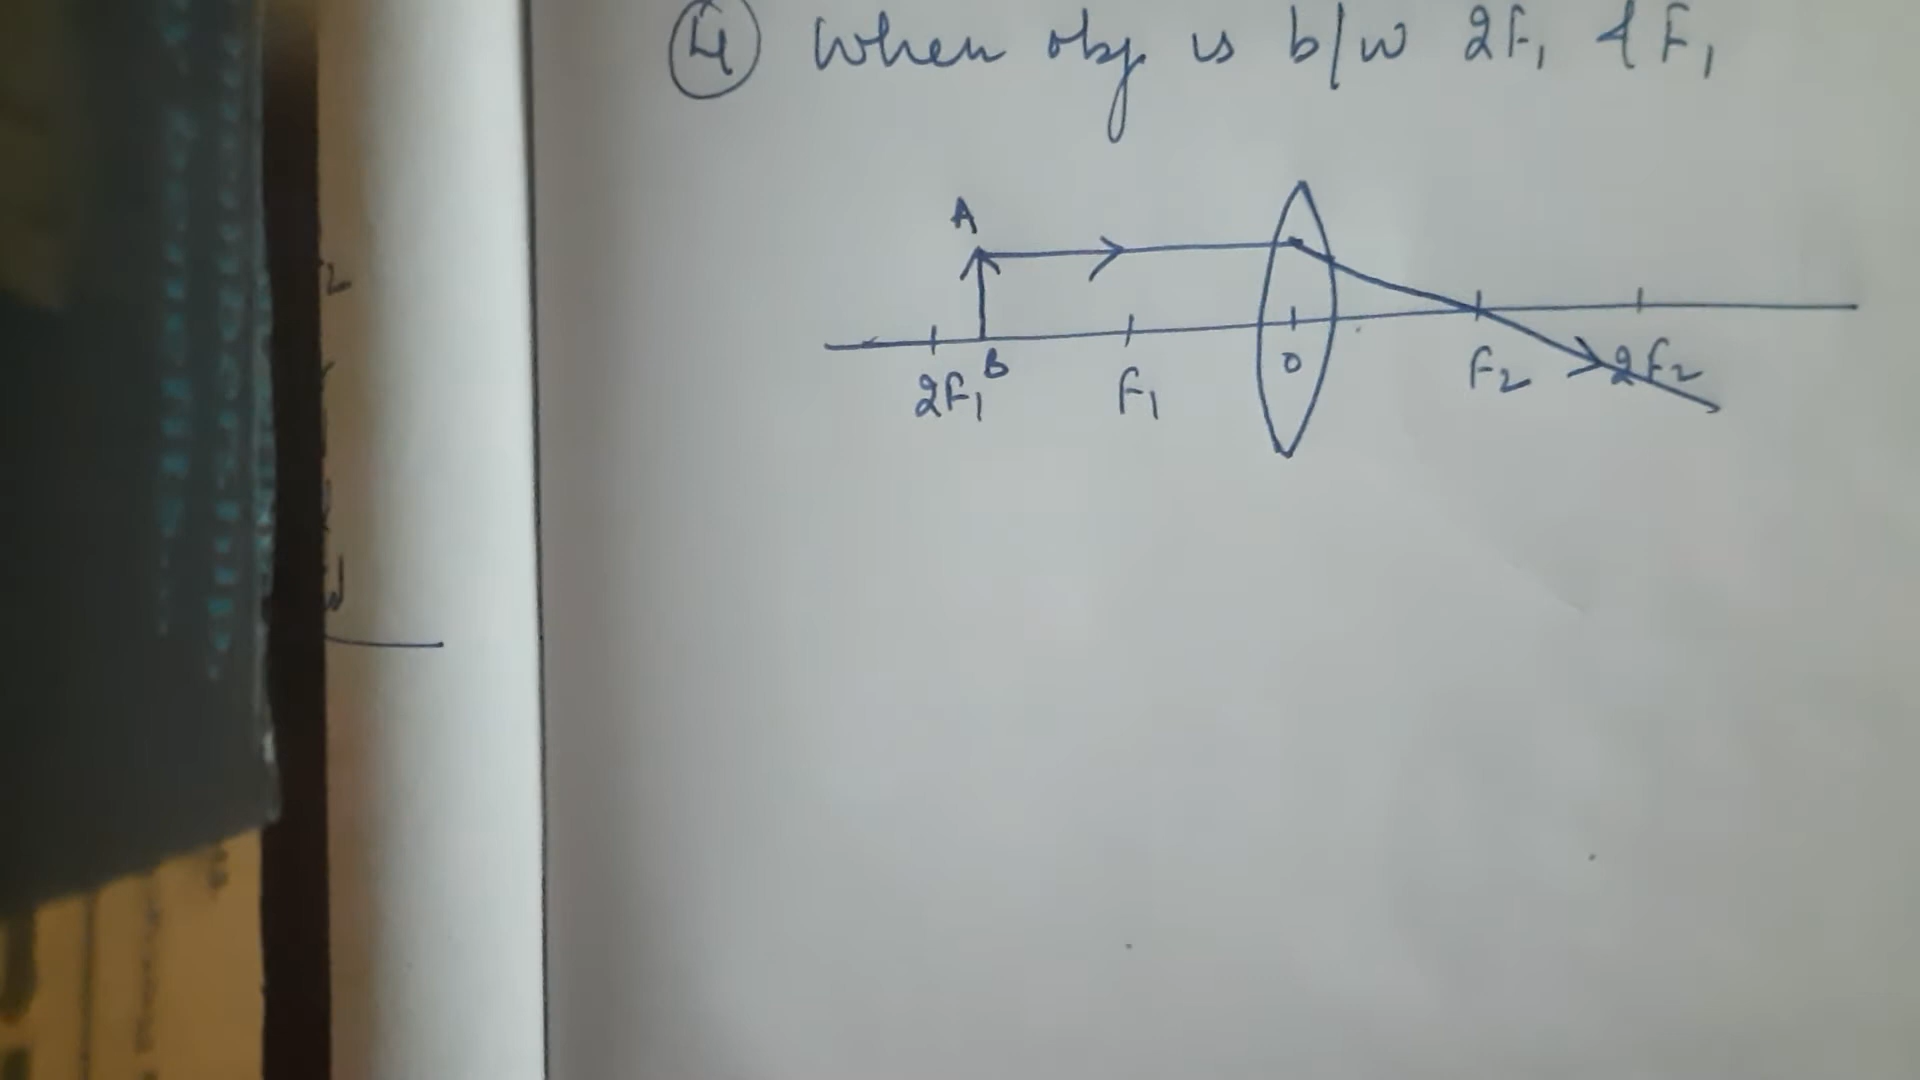 ④ When obj is b/w 2F₁ & F₁
A
2F₁ B F₁ O F₂ 2F₂